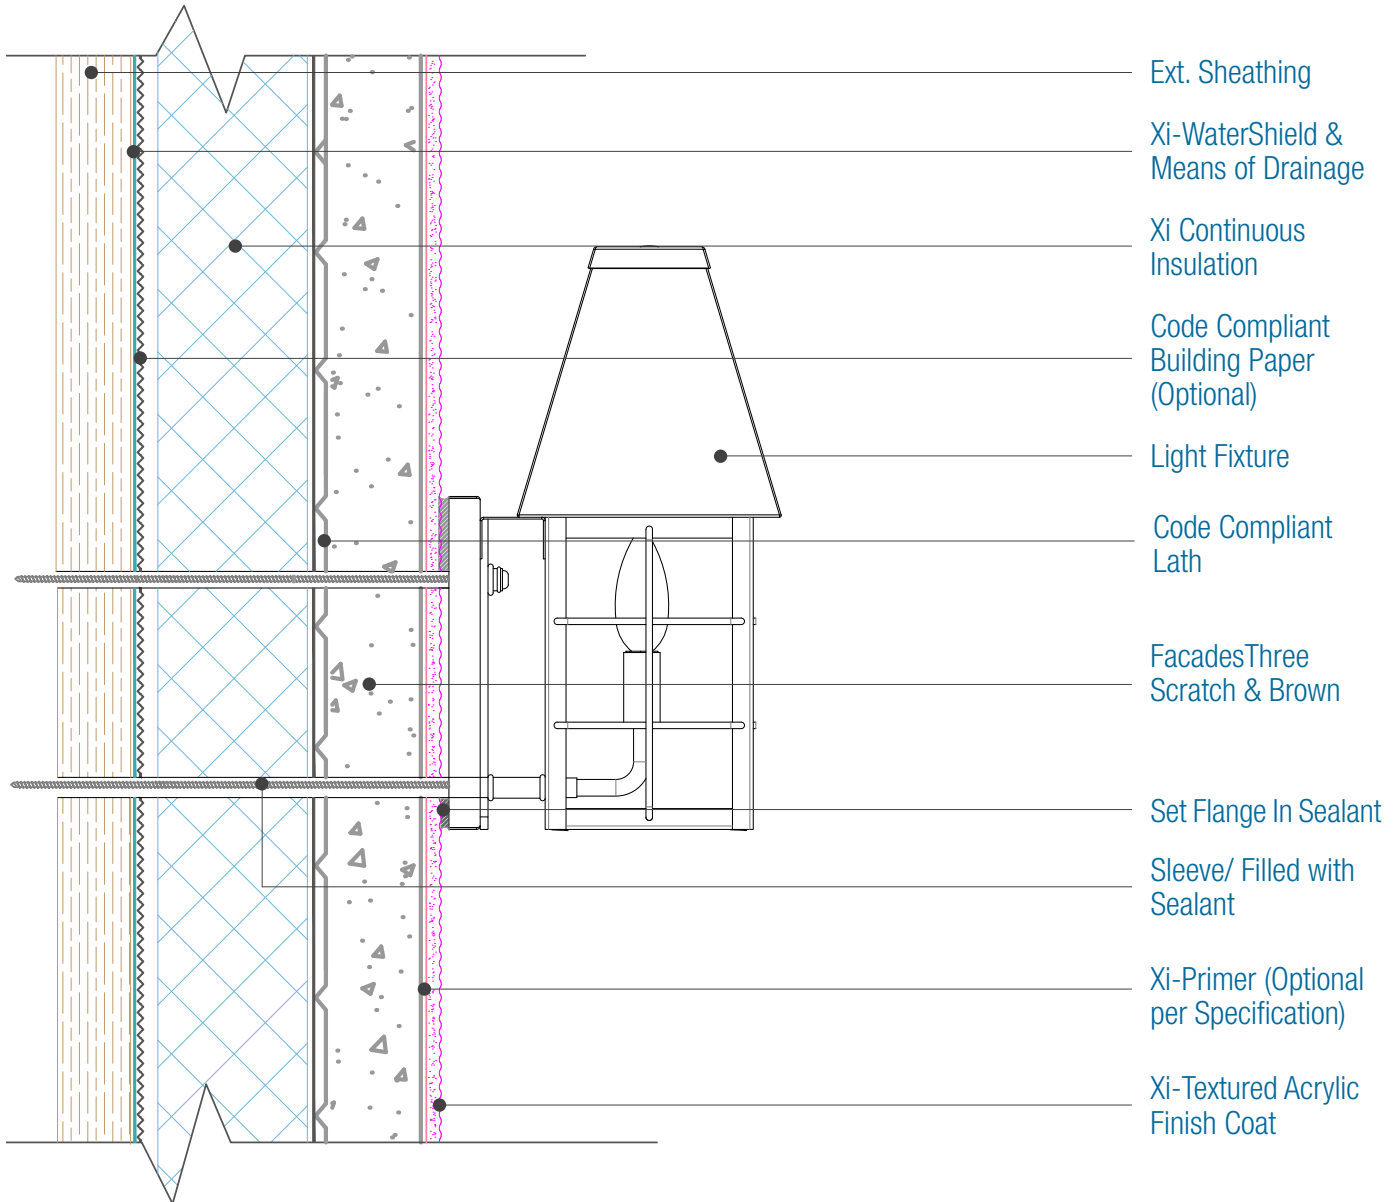 Ext. Sheathing
Xi-WaterShield &
Means of Drainage
Xi Continuous
Insulation
Code Compliant
Building Paper
(Optional)
Light Fixture
Code Compliant
Lath
FacadesThree
Scratch & Brown
Set Flange In Sealant
Sleeve/ Filled with
Sealant
Xi-Primer (Optional
per Specification)
Xi-Textured Acrylic
Finish Coat